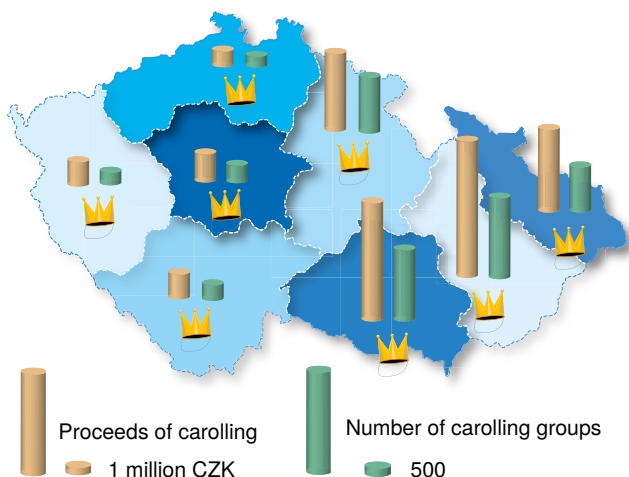 Proceeds of carolling
1 million CZK
Number of carolling groups
500